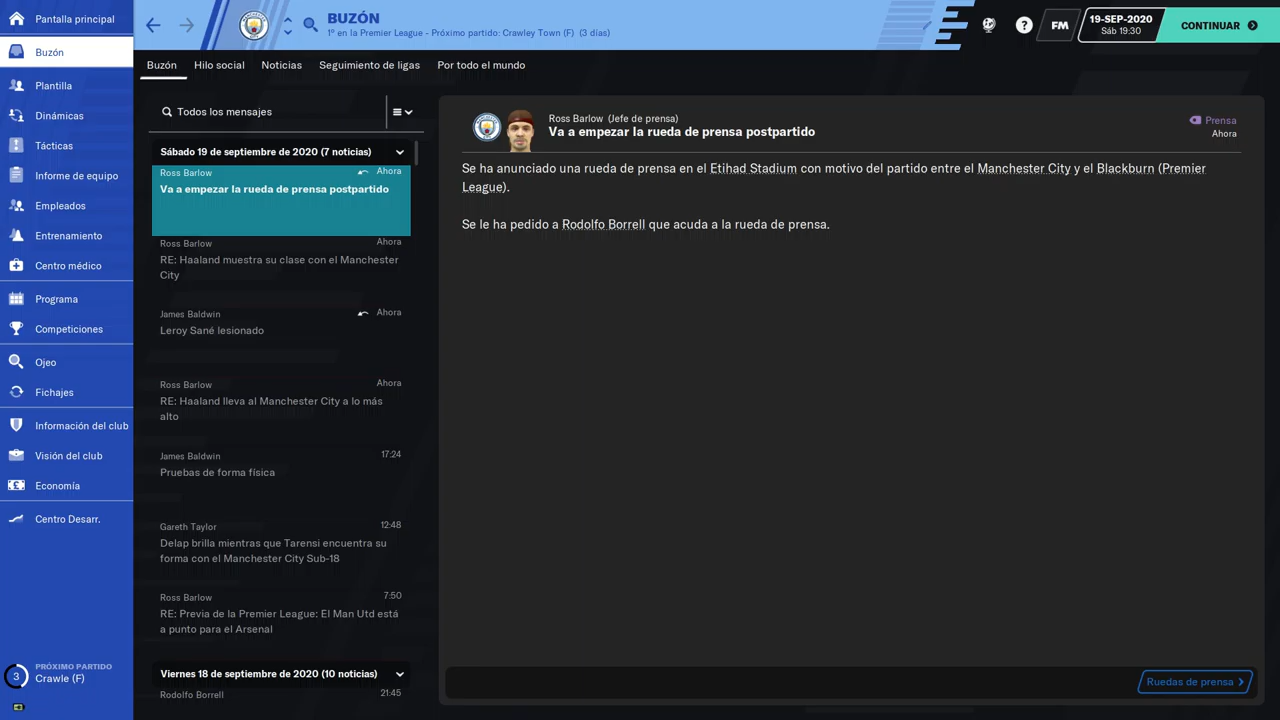 Pantalla principal
Buzón
Plantilla
Dinámicas
Tácticas
Informe de equipo
Empleados
Entrenamiento
Centro médico
Programa
Competiciones
Ojeo
Fichajes
Información del club
Visión del club
Economía
Centro Desarr.
3
PRÓXIMO PARTIDO
Crawle (F)
BUZÓN
1º en la Premier League - Próximo partido: Crawley Town (F) (3 días)
?
FM
19-SEP-2020
Sáb 19:30
CONTINUAR
Buzón Hilo social Noticias Seguimiento de ligas Por todo el mundo
Todos los mensajes
Sábado 19 de septiembre de 2020 (7 noticias)
Ross Barlow Ahora
Va a empezar la rueda de prensa postpartido
Ross Barlow Ahora
RE: Haaland muestra su clase con el Manchester
City
James Baldwin Ahora
Leroy Sané lesionado
Ross Barlow Ahora
RE: Haaland lleva al Manchester City a lo más
alto
James Baldwin 17:24
Pruebas de forma física
Gareth Taylor 12:48
Delap brilla mientras que Tarensi encuentra su
forma con el Manchester City Sub-18
Ross Barlow 7:50
RE: Previa de la Premier League: El Man Utd está
a punto para el Arsenal
Viernes 18 de septiembre de 2020 (10 noticias)
Rodolfo Borrell 21:45
Ross Barlow (Jefe de prensa)
Va a empezar la rueda de prensa postpartido
Prensa
Ahora
Se ha anunciado una rueda de prensa en el Etihad Stadium con motivo del partido entre el Manchester City y el Blackburn (Premier
League).
Se le ha pedido a Rodolfo Borrell que acuda a la rueda de prensa.
Ruedas de prensa